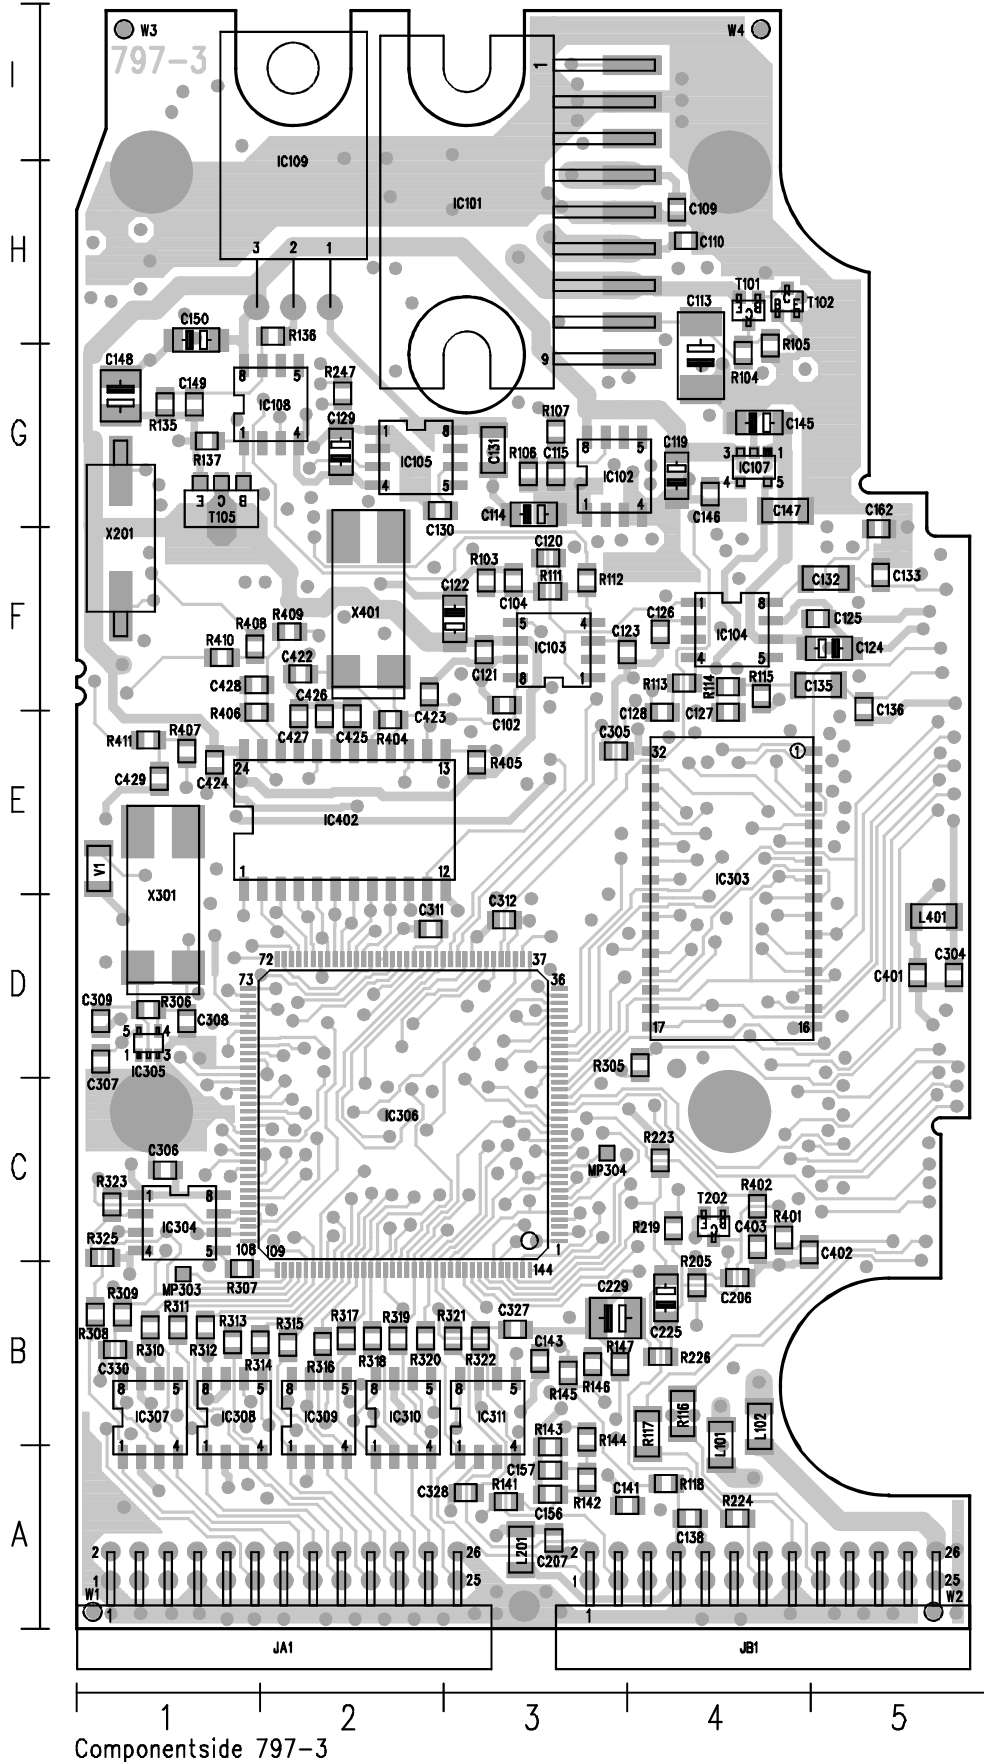 W3 W4
797-3
I
1
IC109
IC101
C109
H
C110
3 2 1
T101
C B E T102
C113
B C E
C150
R136
R105
C148
9
R104
C149
8 5 R247
IC108
R107
C145
R135
C129
1 8
C131
8 5
C119
3 1
G
R137
1 4
IC105
R106 C115
IC102
IC107
4 5
4 5
E C B
C147
C146
T105
C114
1 4
C162
X201
C130
C120
R103
R111
R112
C132
C133
C122
C104
X401
C126
1 8
C125
F
R409
R408
5 4
C123
IC104
R410
IC103
C124
C121
4 5
C422
8 1
R113
R114
R115
C135
C428
C426
C423
R406
C102
C128
C127
C136
C427 C425 R404
R411
R407
C305
32 1
R405
24 13
C429
C424
E
IC402
V1
1 12
IC303
X301
C311
C312
L401
72 37
73 36
C401
C304
D
C309
R306
C308
5 4
17 16
1 3
IC305
C307
R305
IC306
R223
C
C306
MP304
R323
1 8
T202
R402
IC304
R219
B E
C
C403
R401
R325
4 5
C402
108 109
1
144
R205
MP303
R307
C206
R309
R311
C229
R313 R315 R317 R319 R321
C327
R308
R310
R312
C225
B
C330
R314 R316 R318 R320 R322
C143
R147
R226
8 5 8 5 8 5 8 5 8 5
R145
R146
IC307 IC308 IC309 IC310 IC311
R116
L102
R117
R143
L101
1 4 1 4 1 4 1 4 1 4
R144
C157
R118
C328
R141
R142
C141
R224
C156
A
C138
L201
C207
2 26 2 26
1 25 1 25
W1 W2
1 1
JA1 JB1
1 2 3 4 5
Componentside 797-3